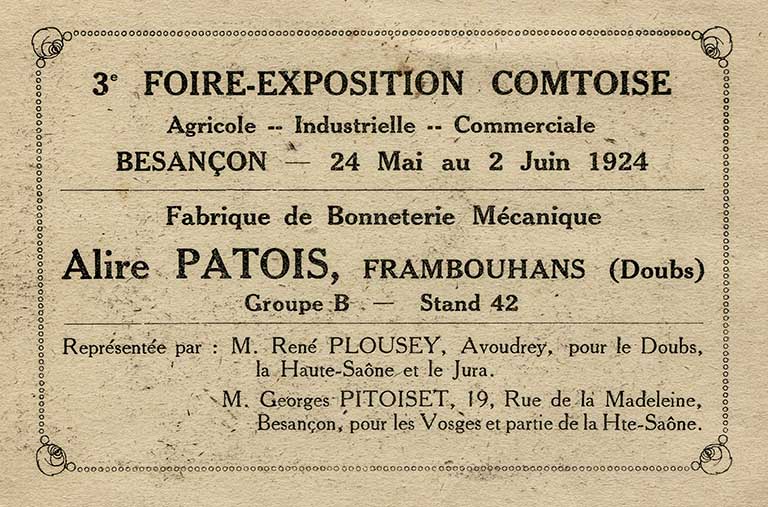 3e FOIRE-EXPOSITION COMTOISE
Agricole -- Industrielle -- Commerciale
BESANÇON — 24 Mai au 2 Juin 1924
Fabrique de Bonneterie Mécanique
Alire PATOIS, FRAMBOUHANS (Doubs)
Groupe B — Stand 42
Représentée par : M. René PLOUSEY, Avoudrey, pour le Doubs,
la Haute-Saône et le Jura.
M. Georges PITOISET, 19, Rue de la Madeleine,
Besançon, pour les Vosges et partie de la Hte-Saône.